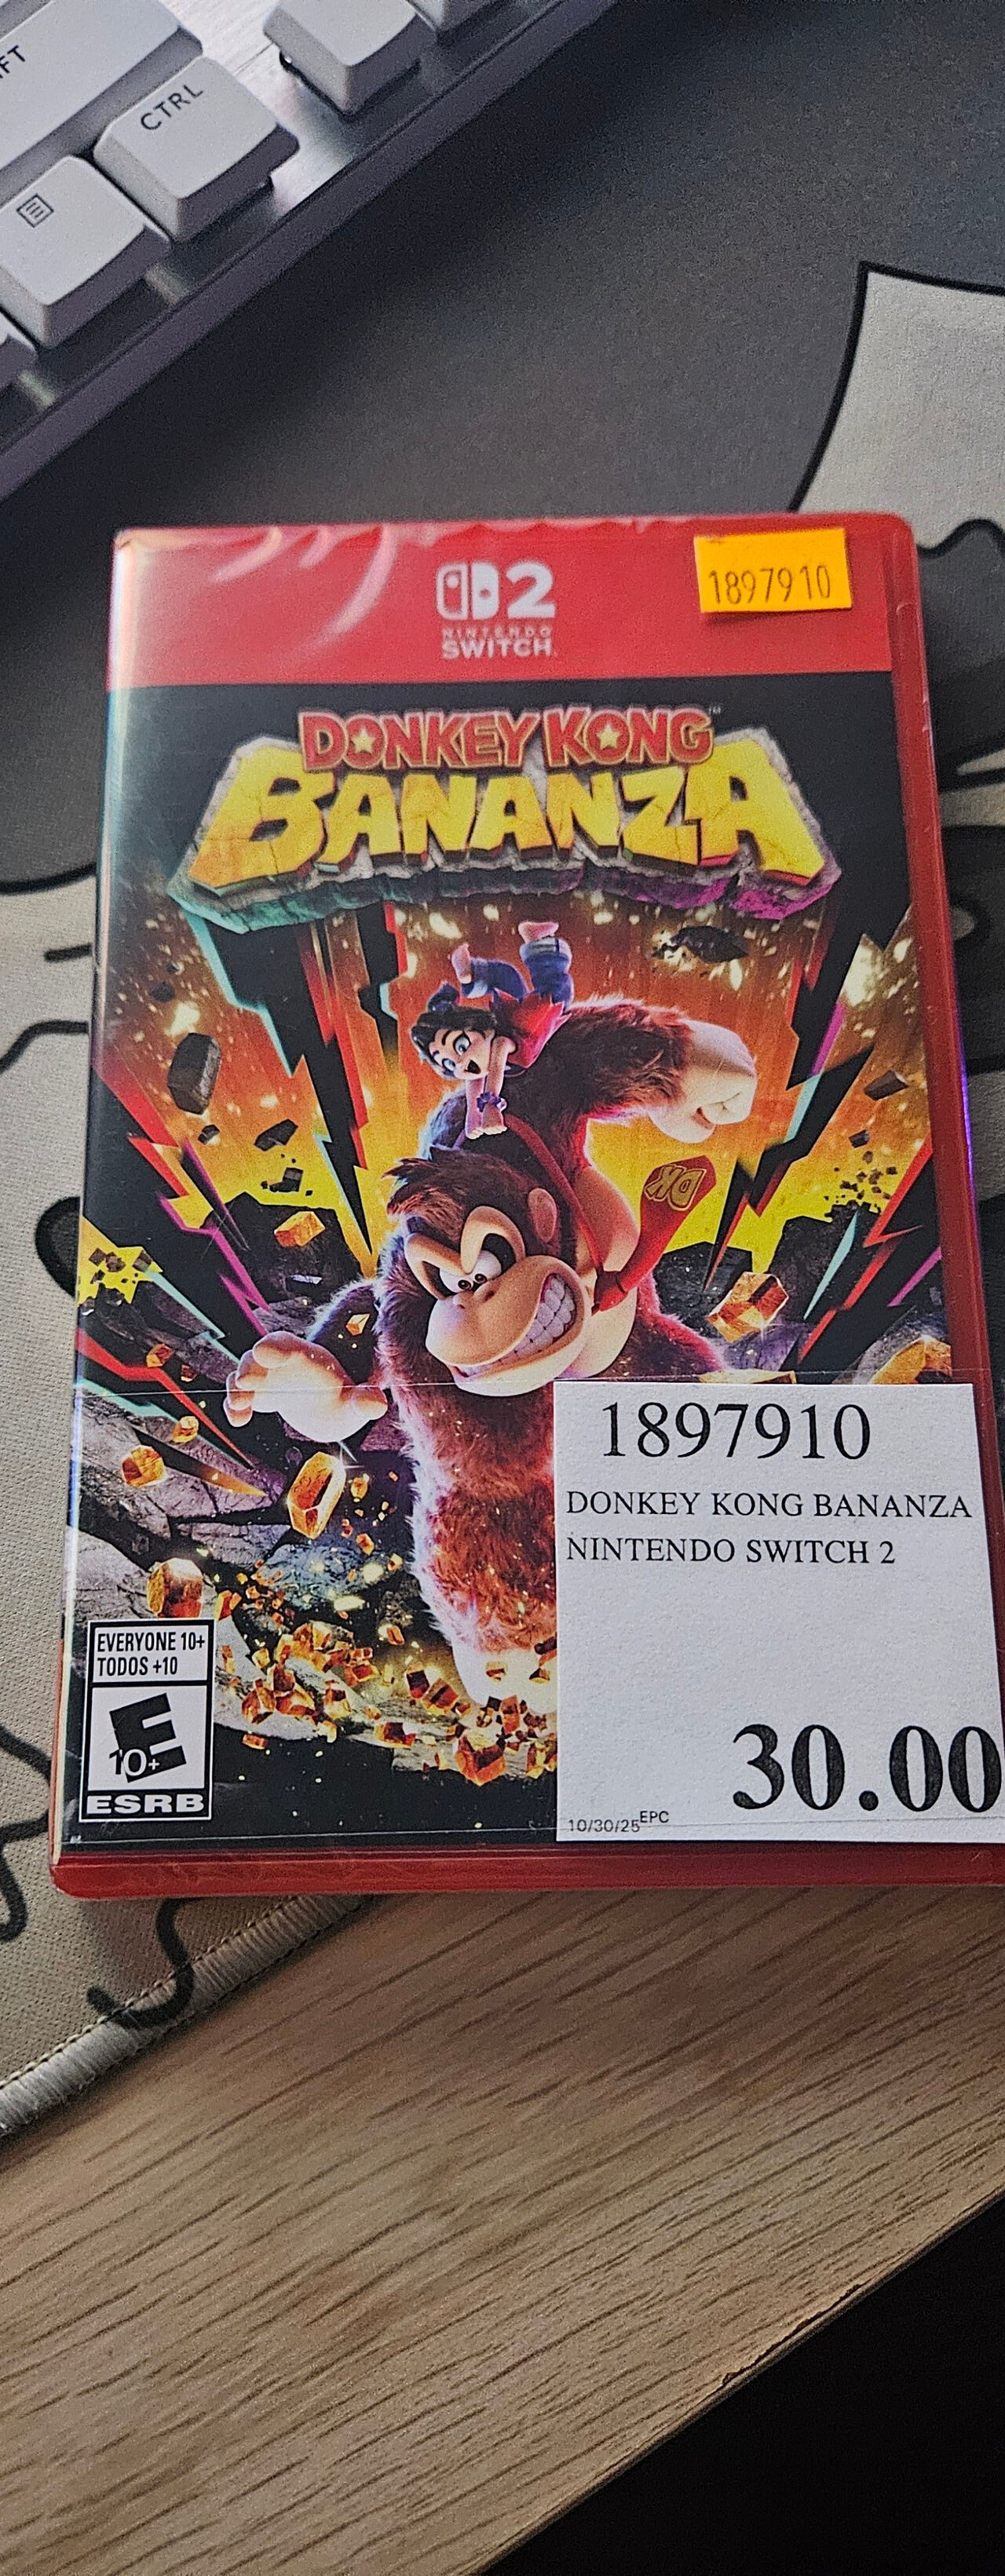 FT
CTRL
2
NINTENDO
SWITCH
1897910
DONKEY KONG™
BANANZA
DK
1897910
DONKEY KONG BANANZA
NINTENDO SWITCH 2
30.00
10/30/25 EPC
EVERYONE 10+
TODOS +10
E
10+
ESRB